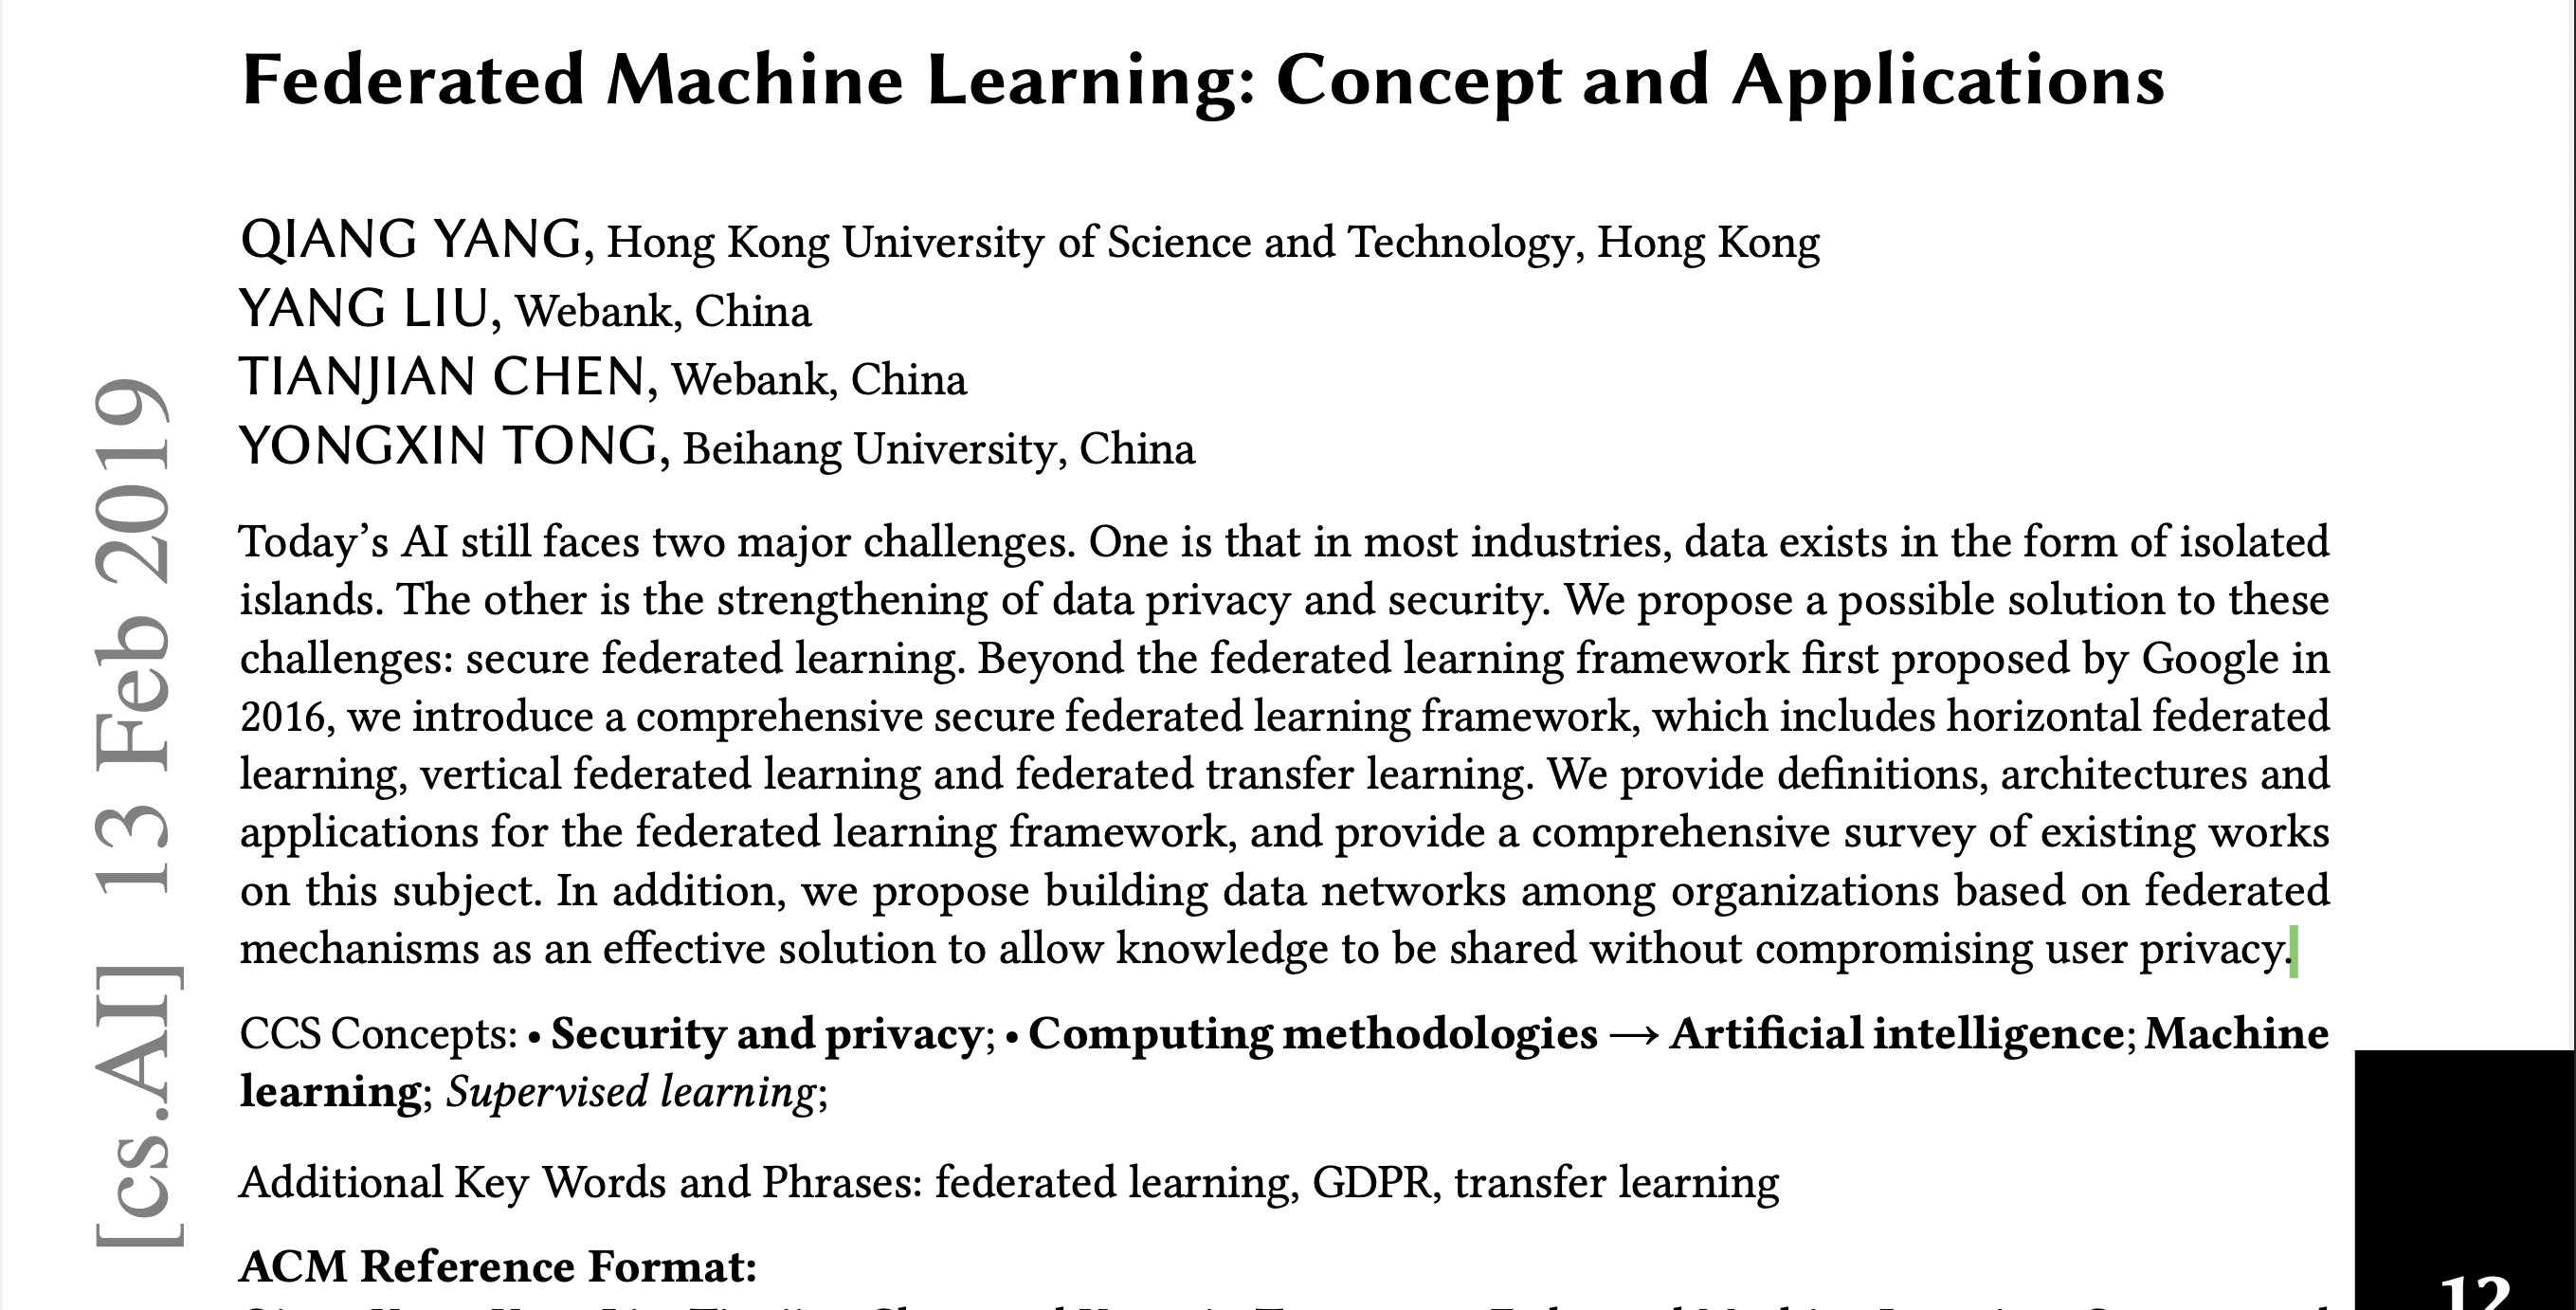 Federated Machine Learning: Concept and Applications
QIANG YANG, Hong Kong University of Science and Technology, Hong Kong
YANG LIU, Webank, China
TIANJIAN CHEN, Webank, China
YONGXIN TONG, Beihang University, China
Today’s AI still faces two major challenges. One is that in most industries, data exists in the form of isolated
islands. The other is the strengthening of data privacy and security. We propose a possible solution to these
challenges: secure federated learning. Beyond the federated learning framework first proposed by Google in
2016, we introduce a comprehensive secure federated learning framework, which includes horizontal federated
learning, vertical federated learning and federated transfer learning. We provide definitions, architectures and
applications for the federated learning framework, and provide a comprehensive survey of existing works
on this subject. In addition, we propose building data networks among organizations based on federated
mechanisms as an effective solution to allow knowledge to be shared without compromising user privacy.
CCS Concepts: • Security and privacy; • Computing methodologies → Artificial intelligence; Machine
learning; Supervised learning;
Additional Key Words and Phrases: federated learning, GDPR, transfer learning
ACM Reference Format:
[cs.AI] 13 Feb 2019
12